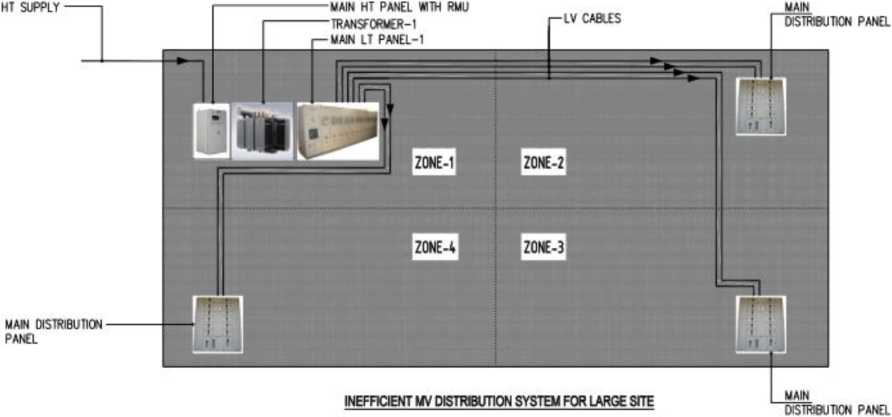 HT SUPPLY
MAIN HT PANEL WITH RMU
TRANSFORMER-1
MAIN LT PANEL-1
LV CABLES
MAIN
DISTRIBUTION PANEL
ZONE-1
ZONE-2
ZONE-4
ZONE-3
MAIN DISTRIBUTION
PANEL
MAIN
DISTRIBUTION PANEL
INEFFICIENT MV DISTRIBUTION SYSTEM FOR LARGE SITE